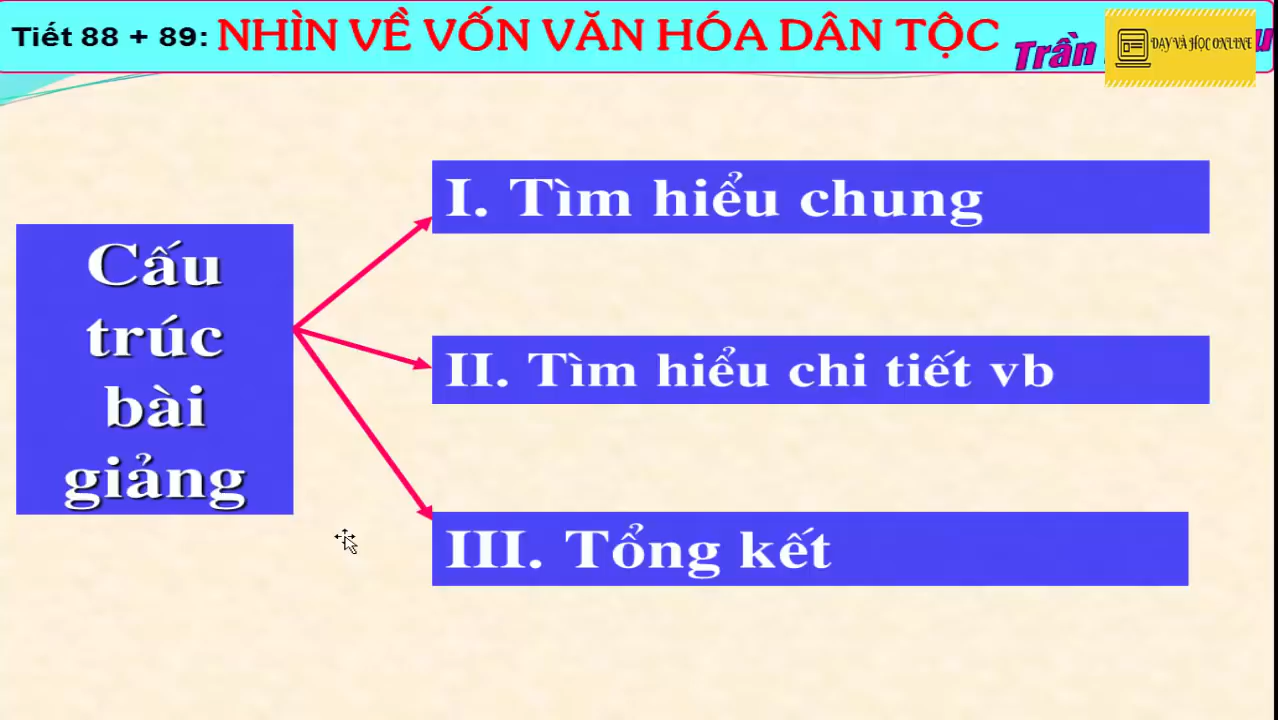 Tiết 88 + 89: NHÌN VỀ VỐN VĂN HÓA DÂN TỘC
Trần
DẠY VÀ HỌC ONLINE
Cấu
trúc
bài
giảng
I. Tìm hiểu chung
II. Tìm hiểu chi tiết vb
III. Tổng kết